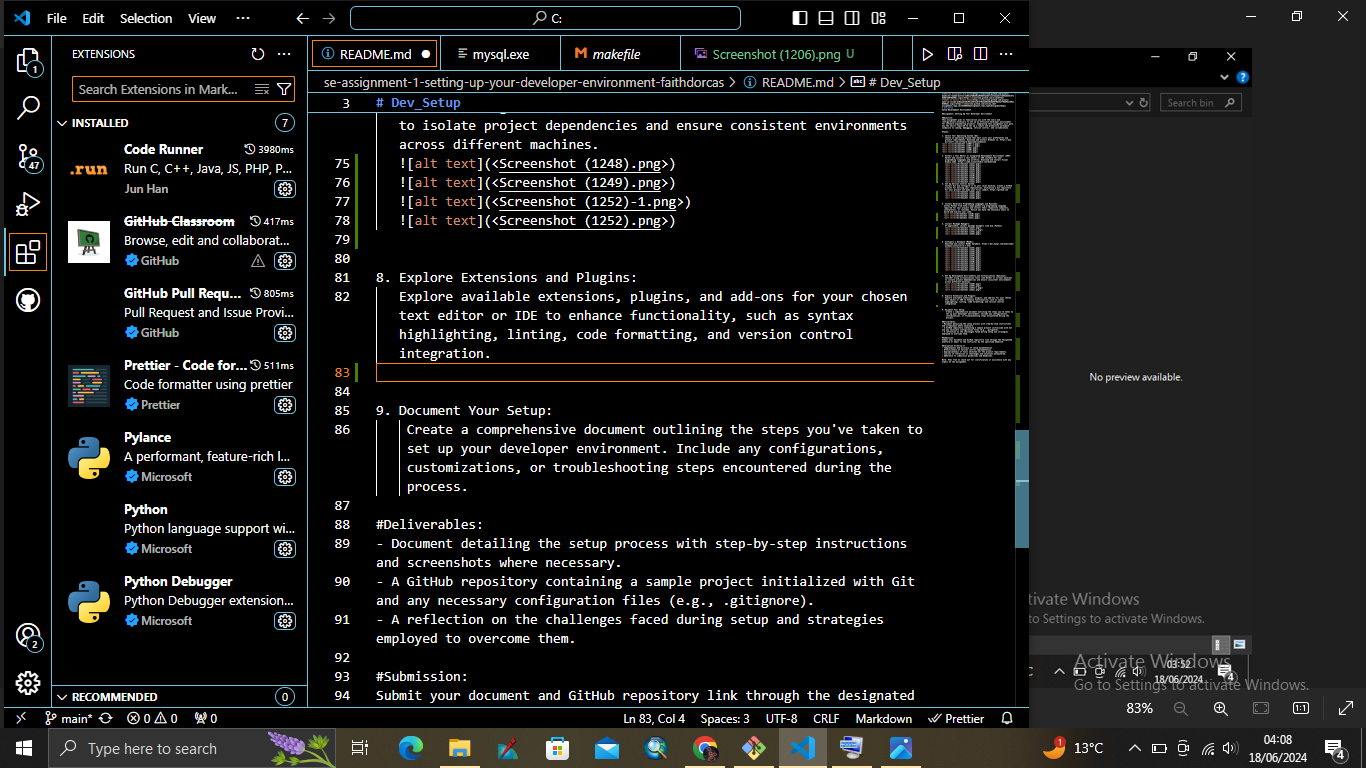 File Edit Selection View ··· C:
EXTENSIONS
Search Extensions in Mark...
INSTALLED 7
Code Runner 3980ms
Run C, C++, Java, JS, PHP, P...
Jun Han
.run
GitHub Classroom 417ms
Browse, edit and collaborat...
GitHub
GitHub Pull Requ... 805ms
Pull Request and Issue Provi...
GitHub
Prettier - Code for... 511ms
Code formatter using prettier
Prettier
Pylance
A performant, feature-rich l...
Microsoft
Python
Python language support wi...
Microsoft
Python Debugger
Python Debugger extension...
Microsoft
RECOMMENDED 0
1
47
2
README.md mysql.exe makefile Screenshot (1206).png U
se-assignment-1-setting-up-your-developer-environment-faithdorcas > README.md > # Dev_Setup
3 # Dev_Setup
to isolate project dependencies and ensure consistent environments
across different machines.
75 ![alt text](<Screenshot (1248).png>)
76 ![alt text](<Screenshot (1249).png>)
77 ![alt text](<Screenshot (1252)-1.png>)
78 ![alt text](<Screenshot (1252).png>)
79
80
81 8. Explore Extensions and Plugins:
82 Explore available extensions, plugins, and add-ons for your chosen
text editor or IDE to enhance functionality, such as syntax
highlighting, linting, code formatting, and version control
integration.
83
84
85 9. Document Your Setup:
86 Create a comprehensive document outlining the steps you've taken to
set up your developer environment. Include any configurations,
customizations, or troubleshooting steps encountered during the
process.
87
88 #Deliverables:
89 - Document detailing the setup process with step-by-step instructions
and screenshots where necessary.
90 - A GitHub repository containing a sample project initialized with Git
and any necessary configuration files (e.g., .gitignore).
91 - A reflection on the challenges faced during setup and strategies
employed to overcome them.
92
93 #Submission:
94 Submit your document and GitHub repository link through the designated
main* 0 0 0 Ln 83, Col 4 Spaces: 3 UTF-8 CRLF Markdown Prettier
Search bin
No preview available.
tivate Windows
to Settings to activate Windows.
03:52
18/06/2024
4
Activate Windows
Go to Settings to activate Windows.
83% 1:1
Type here to search
1 13°C
04:08
18/06/2024
4